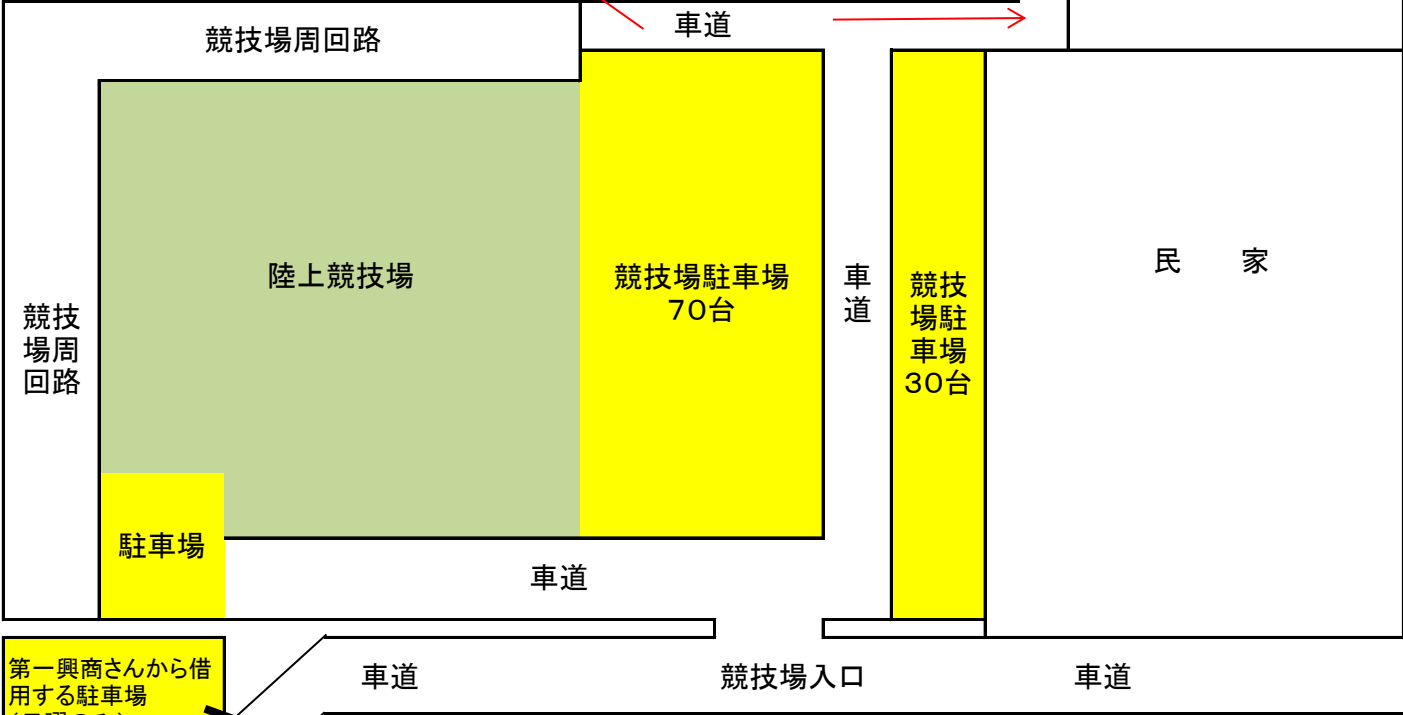 車道
競技場周回路
陸上競技場
競技場駐車場
７０台
車
道
競技
場駐
車場
３０台
民　　家
競技
場周
回路
駐車場
車道
第一興商さんから借
用する駐車場
車道
競技場入口
車道